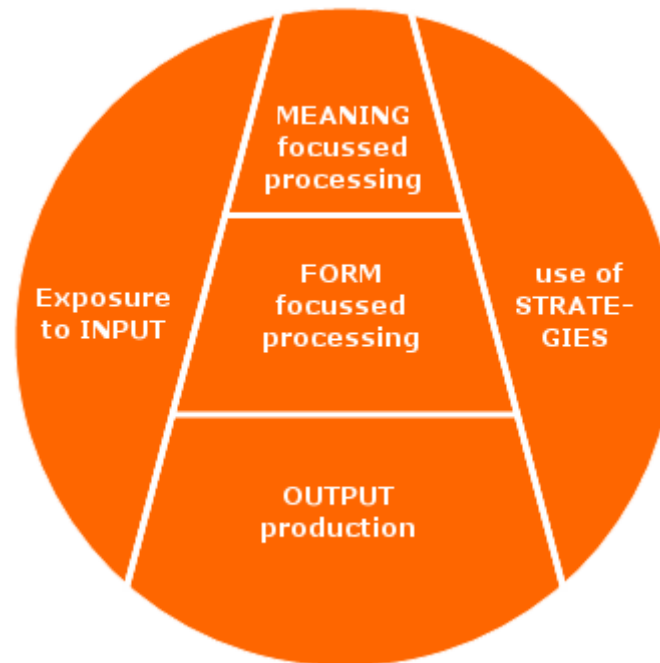 MEANING
focussed
processing
Exposure
to INPUT
FORM
focussed
processing
use of
STRATE-
GIES
OUTPUT
production